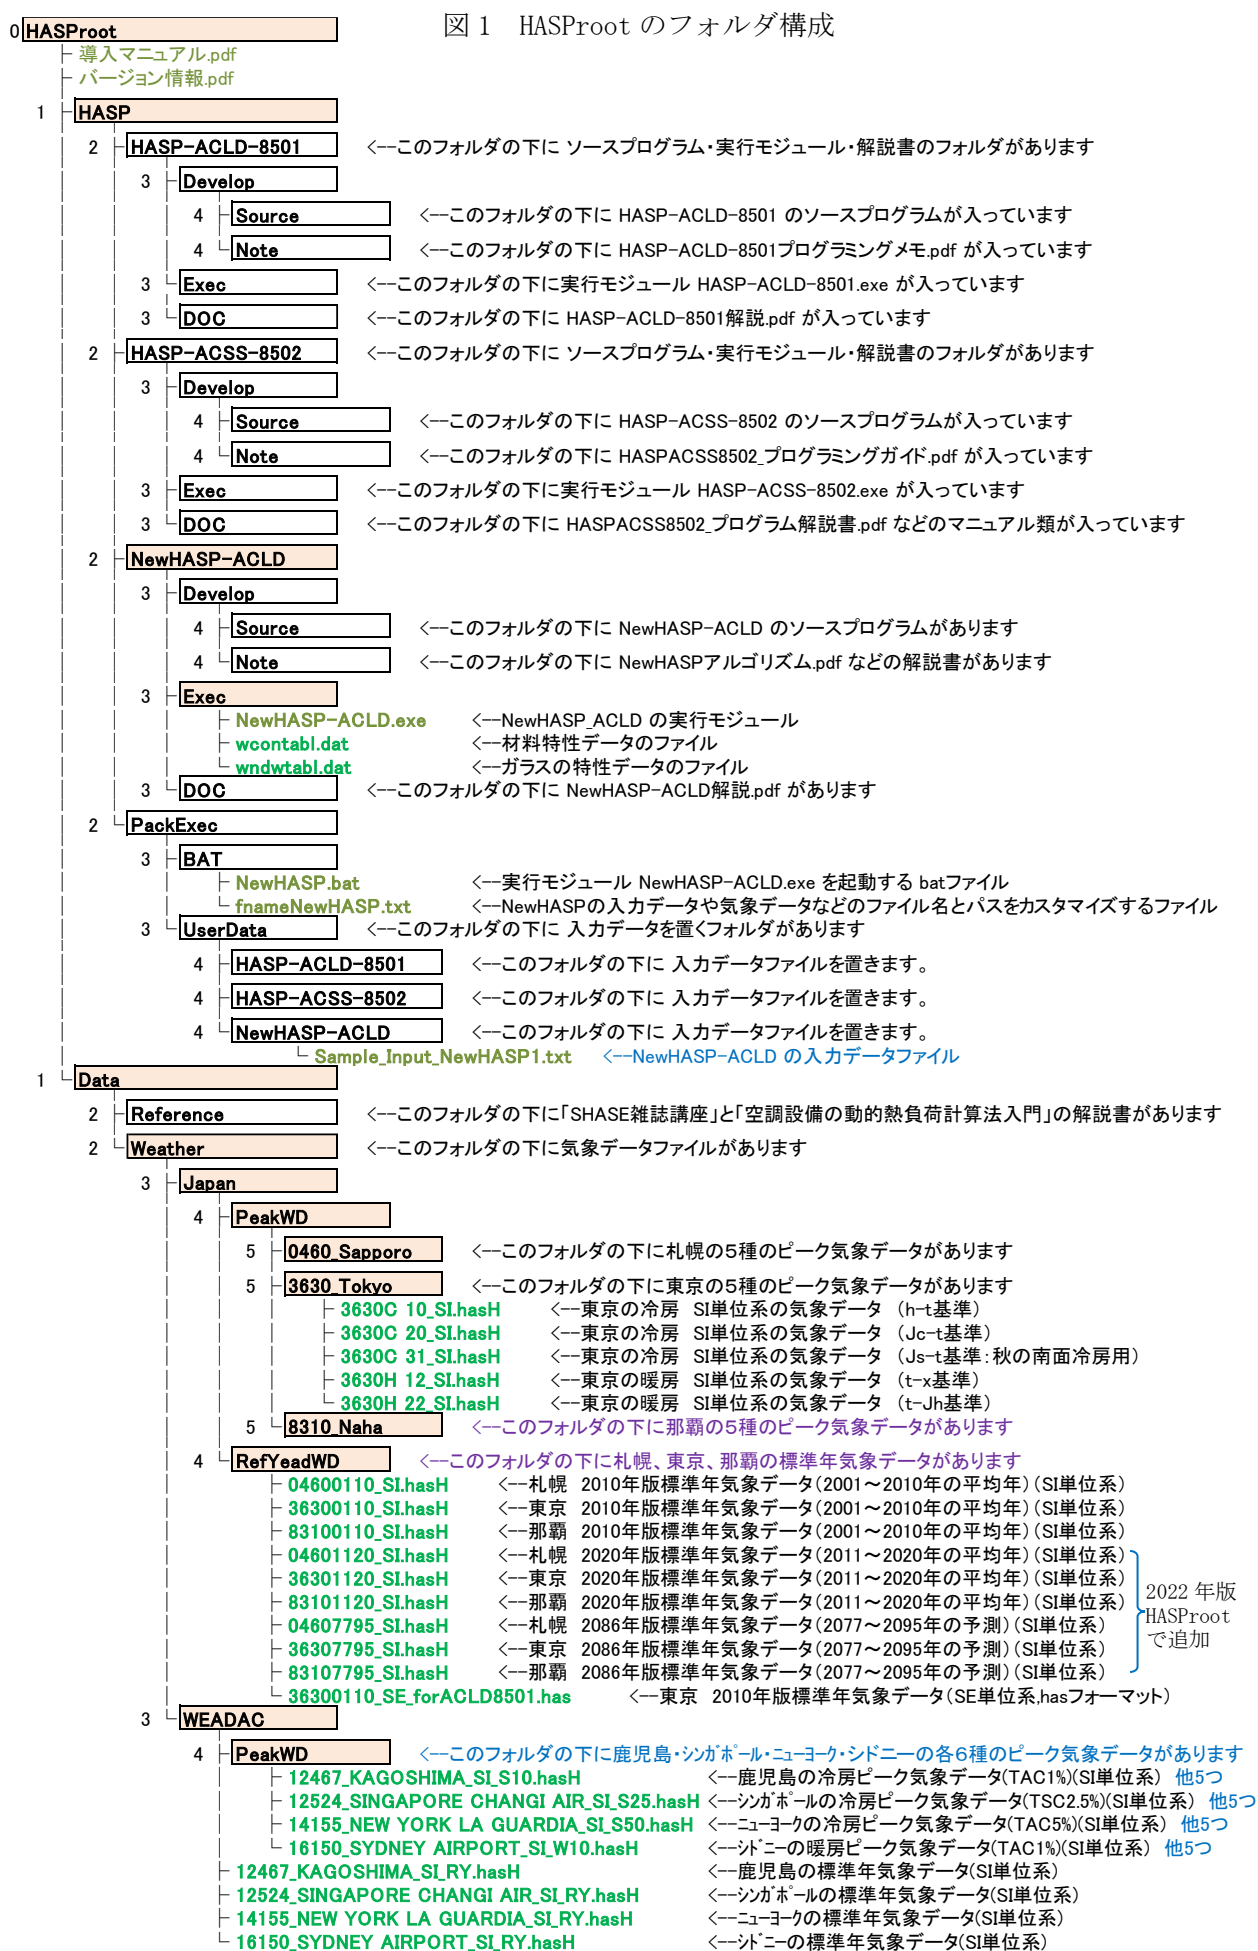 図1 HASProot のフォルダ構成
0 HASProot
導入マニュアル.pdf
バージョン情報.pdf
1 HASP
2 HASP-ACLD-8501 <--このフォルダの下に ソースプログラム・実行モジュール・解説書のフォルダがあります
3 Develop
4 Source <--このフォルダの下に HASP-ACLD-8501 のソースプログラムが入っています
4 Note <--このフォルダの下に HASP-ACLD-8501プログラミングメモ.pdf が入っています
3 Exec <--このフォルダの下に実行モジュール HASP-ACLD-8501.exe が入っています
3 DOC <--このフォルダの下に HASP-ACLD-8501解説.pdf が入っています
2 HASP-ACSS-8502 <--このフォルダの下に ソースプログラム・実行モジュール・解説書のフォルダがあります
3 Develop
4 Source <--このフォルダの下に HASP-ACSS-8502 のソースプログラムが入っています
4 Note <--このフォルダの下に HASPACSS8502_プログラミングガイド.pdf が入っています
3 Exec <--このフォルダの下に実行モジュール HASP-ACSS-8502.exe が入っています
3 DOC <--このフォルダの下に HASPACSS8502_プログラム解説書.pdf などのマニュアル類が入っています
2 NewHASP-ACLD
3 Develop
4 Source <--このフォルダの下に NewHASP-ACLD のソースプログラムがあります
4 Note <--このフォルダの下に NewHASPアルゴリズム.pdf などの解説書があります
3 Exec
NewHASP-ACLD.exe <--NewHASP_ACLD の実行モジュール
wcontabl.dat <--材料特性データのファイル
wndwtabl.dat <--ガラスの特性データのファイル
3 DOC <--このフォルダの下に NewHASP-ACLD解説.pdf があります
2 PackExec
3 BAT
NewHASP.bat <--実行モジュール NewHASP-ACLD.exe を起動する batファイル
fnameNewHASP.txt <--NewHASPの入力データや気象データなどのファイル名とパスをカスタマイズするファイル
3 UserData <--このフォルダの下に 入力データを置くフォルダがあります
4 HASP-ACLD-8501 <--このフォルダの下に 入力データファイルを置きます。
4 HASP-ACSS-8502 <--このフォルダの下に 入力データファイルを置きます。
4 NewHASP-ACLD <--このフォルダの下に 入力データファイルを置きます。
Sample_Input_NewHASP1.txt <--NewHASP-ACLD の入力データファイル
1 Data
2 Reference <--このフォルダの下に「SHASE雑誌講座」と「空調設備の動的熱負荷計算法入門」の解説書があります
2 Weather <--このフォルダの下に気象データファイルがあります
3 Japan
4 PeakWD
5 0460_Sapporo <--このフォルダの下に札幌の5種のピーク気象データがあります
5 3630_Tokyo <--このフォルダの下に東京の5種のピーク気象データがあります
3630C 10_SI.hasH <--東京の冷房 SI単位系の気象データ (h-t基準)
3630C 20_SI.hasH <--東京の冷房 SI単位系の気象データ (Jc-t基準)
3630C 31_SI.hasH <--東京の冷房 SI単位系の気象データ (Js-t基準:秋の南面冷房用)
3630H 12_SI.hasH <--東京の暖房 SI単位系の気象データ (t-x基準)
3630H 22_SI.hasH <--東京の暖房 SI単位系の気象データ (t-Jh基準)
5 8310_Naha <--このフォルダの下に那覇の5種のピーク気象データがあります
4 RefYeadWD <--このフォルダの下に札幌、東京、那覇の標準年気象データがあります
04600110_SI.hasH <--札幌 2010年版標準年気象データ(2001~2010年の平均年)(SI単位系)
36300110_SI.hasH <--東京 2010年版標準年気象データ(2001~2010年の平均年)(SI単位系)
83100110_SI.hasH <--那覇 2010年版標準年気象データ(2001~2010年の平均年)(SI単位系)
04601120_SI.hasH <--札幌 2020年版標準年気象データ(2011~2020年の平均年)(SI単位系)
36301120_SI.hasH <--東京 2020年版標準年気象データ(2011~2020年の平均年)(SI単位系)
83101120_SI.hasH <--那覇 2020年版標準年気象データ(2011~2020年の平均年)(SI単位系)
04607795_SI.hasH <--札幌 2086年版標準年気象データ(2077~2095年の予測)(SI単位系)
36307795_SI.hasH <--東京 2086年版標準年気象データ(2077~2095年の予測)(SI単位系)
83107795_SI.hasH <--那覇 2086年版標準年気象データ(2077~2095年の予測)(SI単位系)
2022 年版
HASProot
で追加
36300110_SE_forACLD8501.has <--東京 2010年版標準年気象データ(SE単位系,hasフォーマット)
3 WEADAC
4 PeakWD <--このフォルダの下に鹿児島・ｼﾝｶﾞﾎﾟｰﾙ・ﾆｭｰﾖｰｸ・シドニーの各6種のピーク気象データがあります
12467_KAGOSHIMA_SI_S10.hasH <--鹿児島の冷房ピーク気象データ(TAC1%)(SI単位系) 他5つ
12524_SINGAPORE CHANGI AIR_SI_S25.hasH <--ｼﾝｶﾞﾎﾟｰﾙの冷房ピーク気象データ(TSC2.5%)(SI単位系) 他5つ
14155_NEW YORK LA GUARDIA_SI_S50.hasH <--ﾆｭｰﾖｰｸの冷房ピーク気象データ(TAC5%)(SI単位系) 他5つ
16150_SYDNEY AIRPORT_SI_W10.hasH <--ｼﾄﾞﾆｰの暖房ピーク気象データ(TAC1%)(SI単位系) 他5つ
12467_KAGOSHIMA_SI_RY.hasH <--鹿児島の標準年気象データ(SI単位系)
12524_SINGAPORE CHANGI AIR_SI_RY.hasH <--ｼﾝｶﾞﾎﾟｰﾙの標準年気象データ(SI単位系)
14155_NEW YORK LA GUARDIA_SI_RY.hasH <--ﾆｭｰﾖｰｸの標準年気象データ(SI単位系)
16150_SYDNEY AIRPORT_SI_RY.hasH <--ｼﾄﾞﾆｰの標準年気象データ(SI単位系)